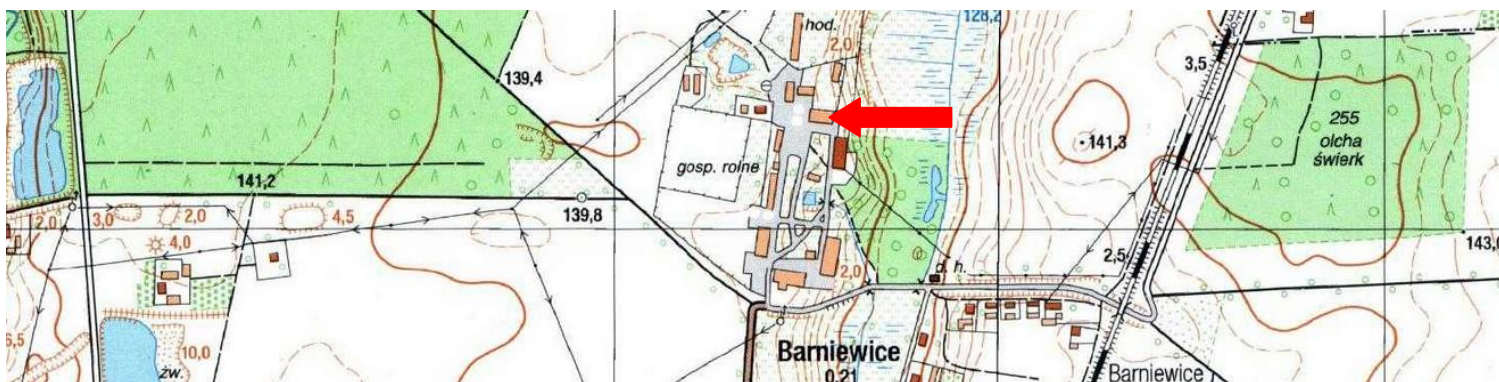 hod.
2,0
128,2
3,5
139,4
255
olcha
świerk
141,3
gosp. rolne
141,2
139,8
2,0
3,0
2,0
4,5
4,0
2,5
143,0
2,0
d. h.
6,5
10,0
żw.
Barniewice
0.21
Barniewice